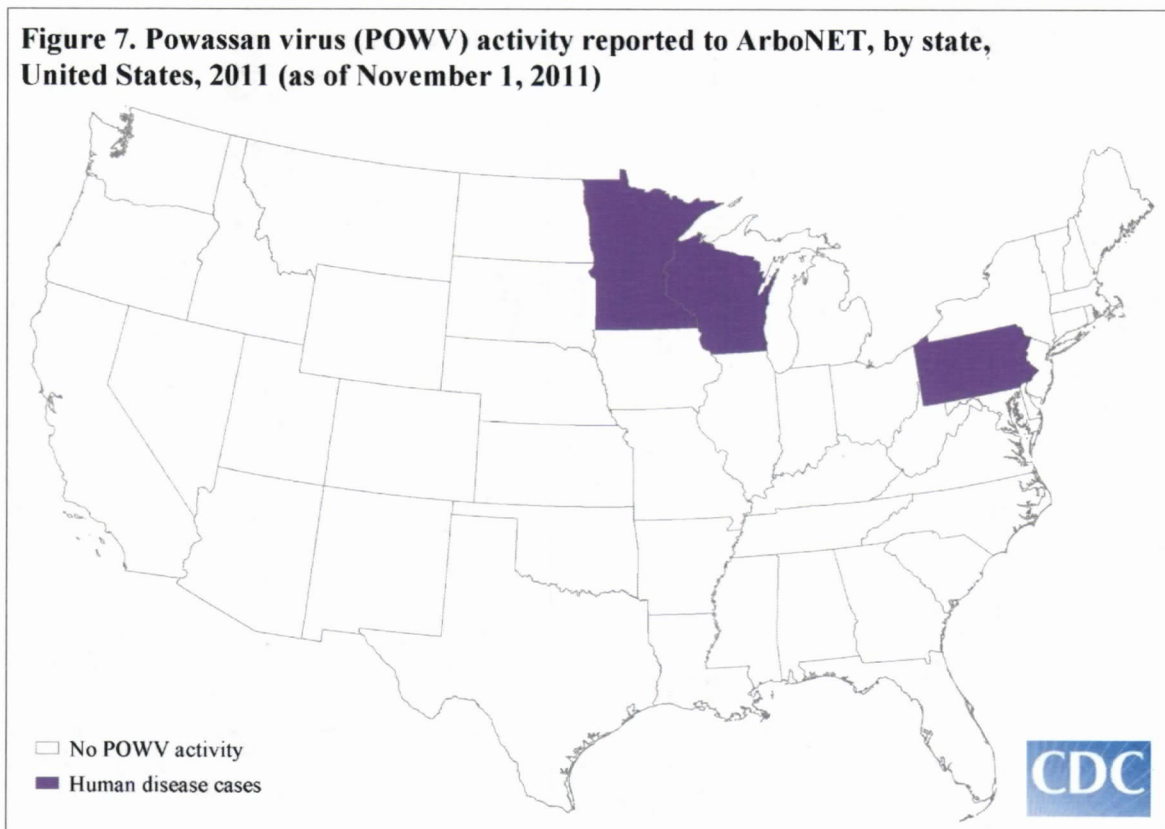 Figure 7. Powassan virus (POWV) activity reported to ArboNET, by state,
United States, 2011 (as of November 1, 2011)
No POWV activity
Human disease cases
CDC